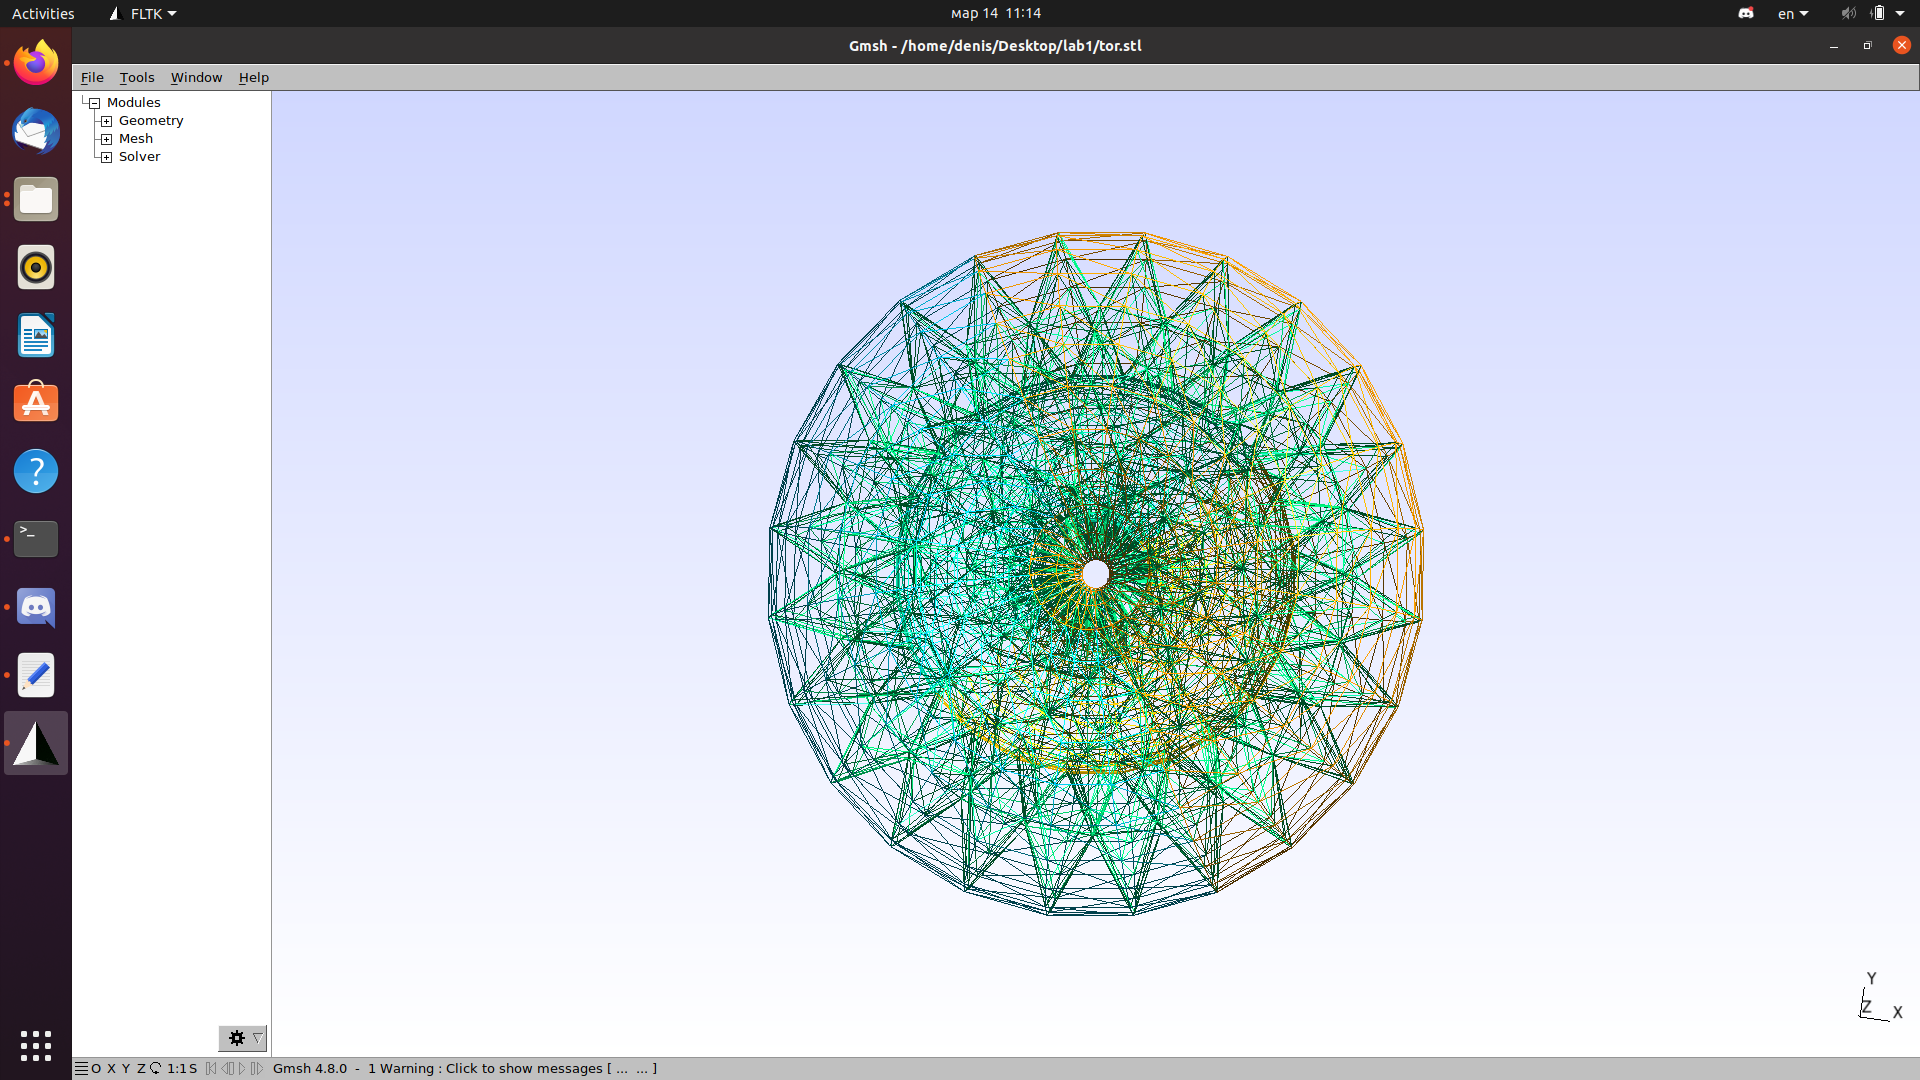 Activities FLTK мар 14 11:14 en
Gmsh - /home/denis/Desktop/lab1/tor.stl
File Tools Window Help
Modules
Geometry
Mesh
Solver
Y
Z X
O X Y Z 1:1 S Gmsh 4.8.0 - 1 Warning : Click to show messages [ ... ... ]